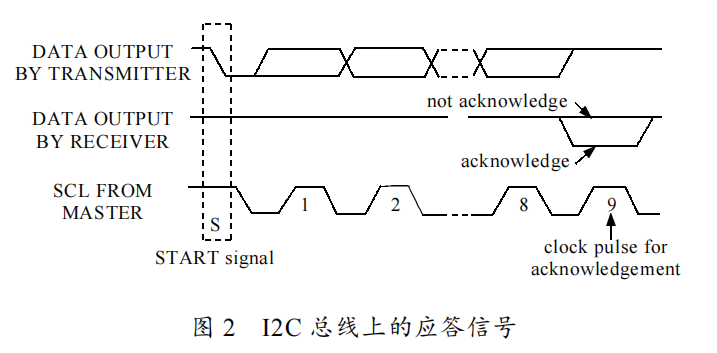 DATA OUTPUT
BY TRANSMITTER
DATA OUTPUT
BY RECEIVER
not acknowledge
acknowledge
SCL FROM
MASTER
S
1
2
8
9
START signal
clock pulse for
acknowledgement
图 2 I2C 总线上的应答信号